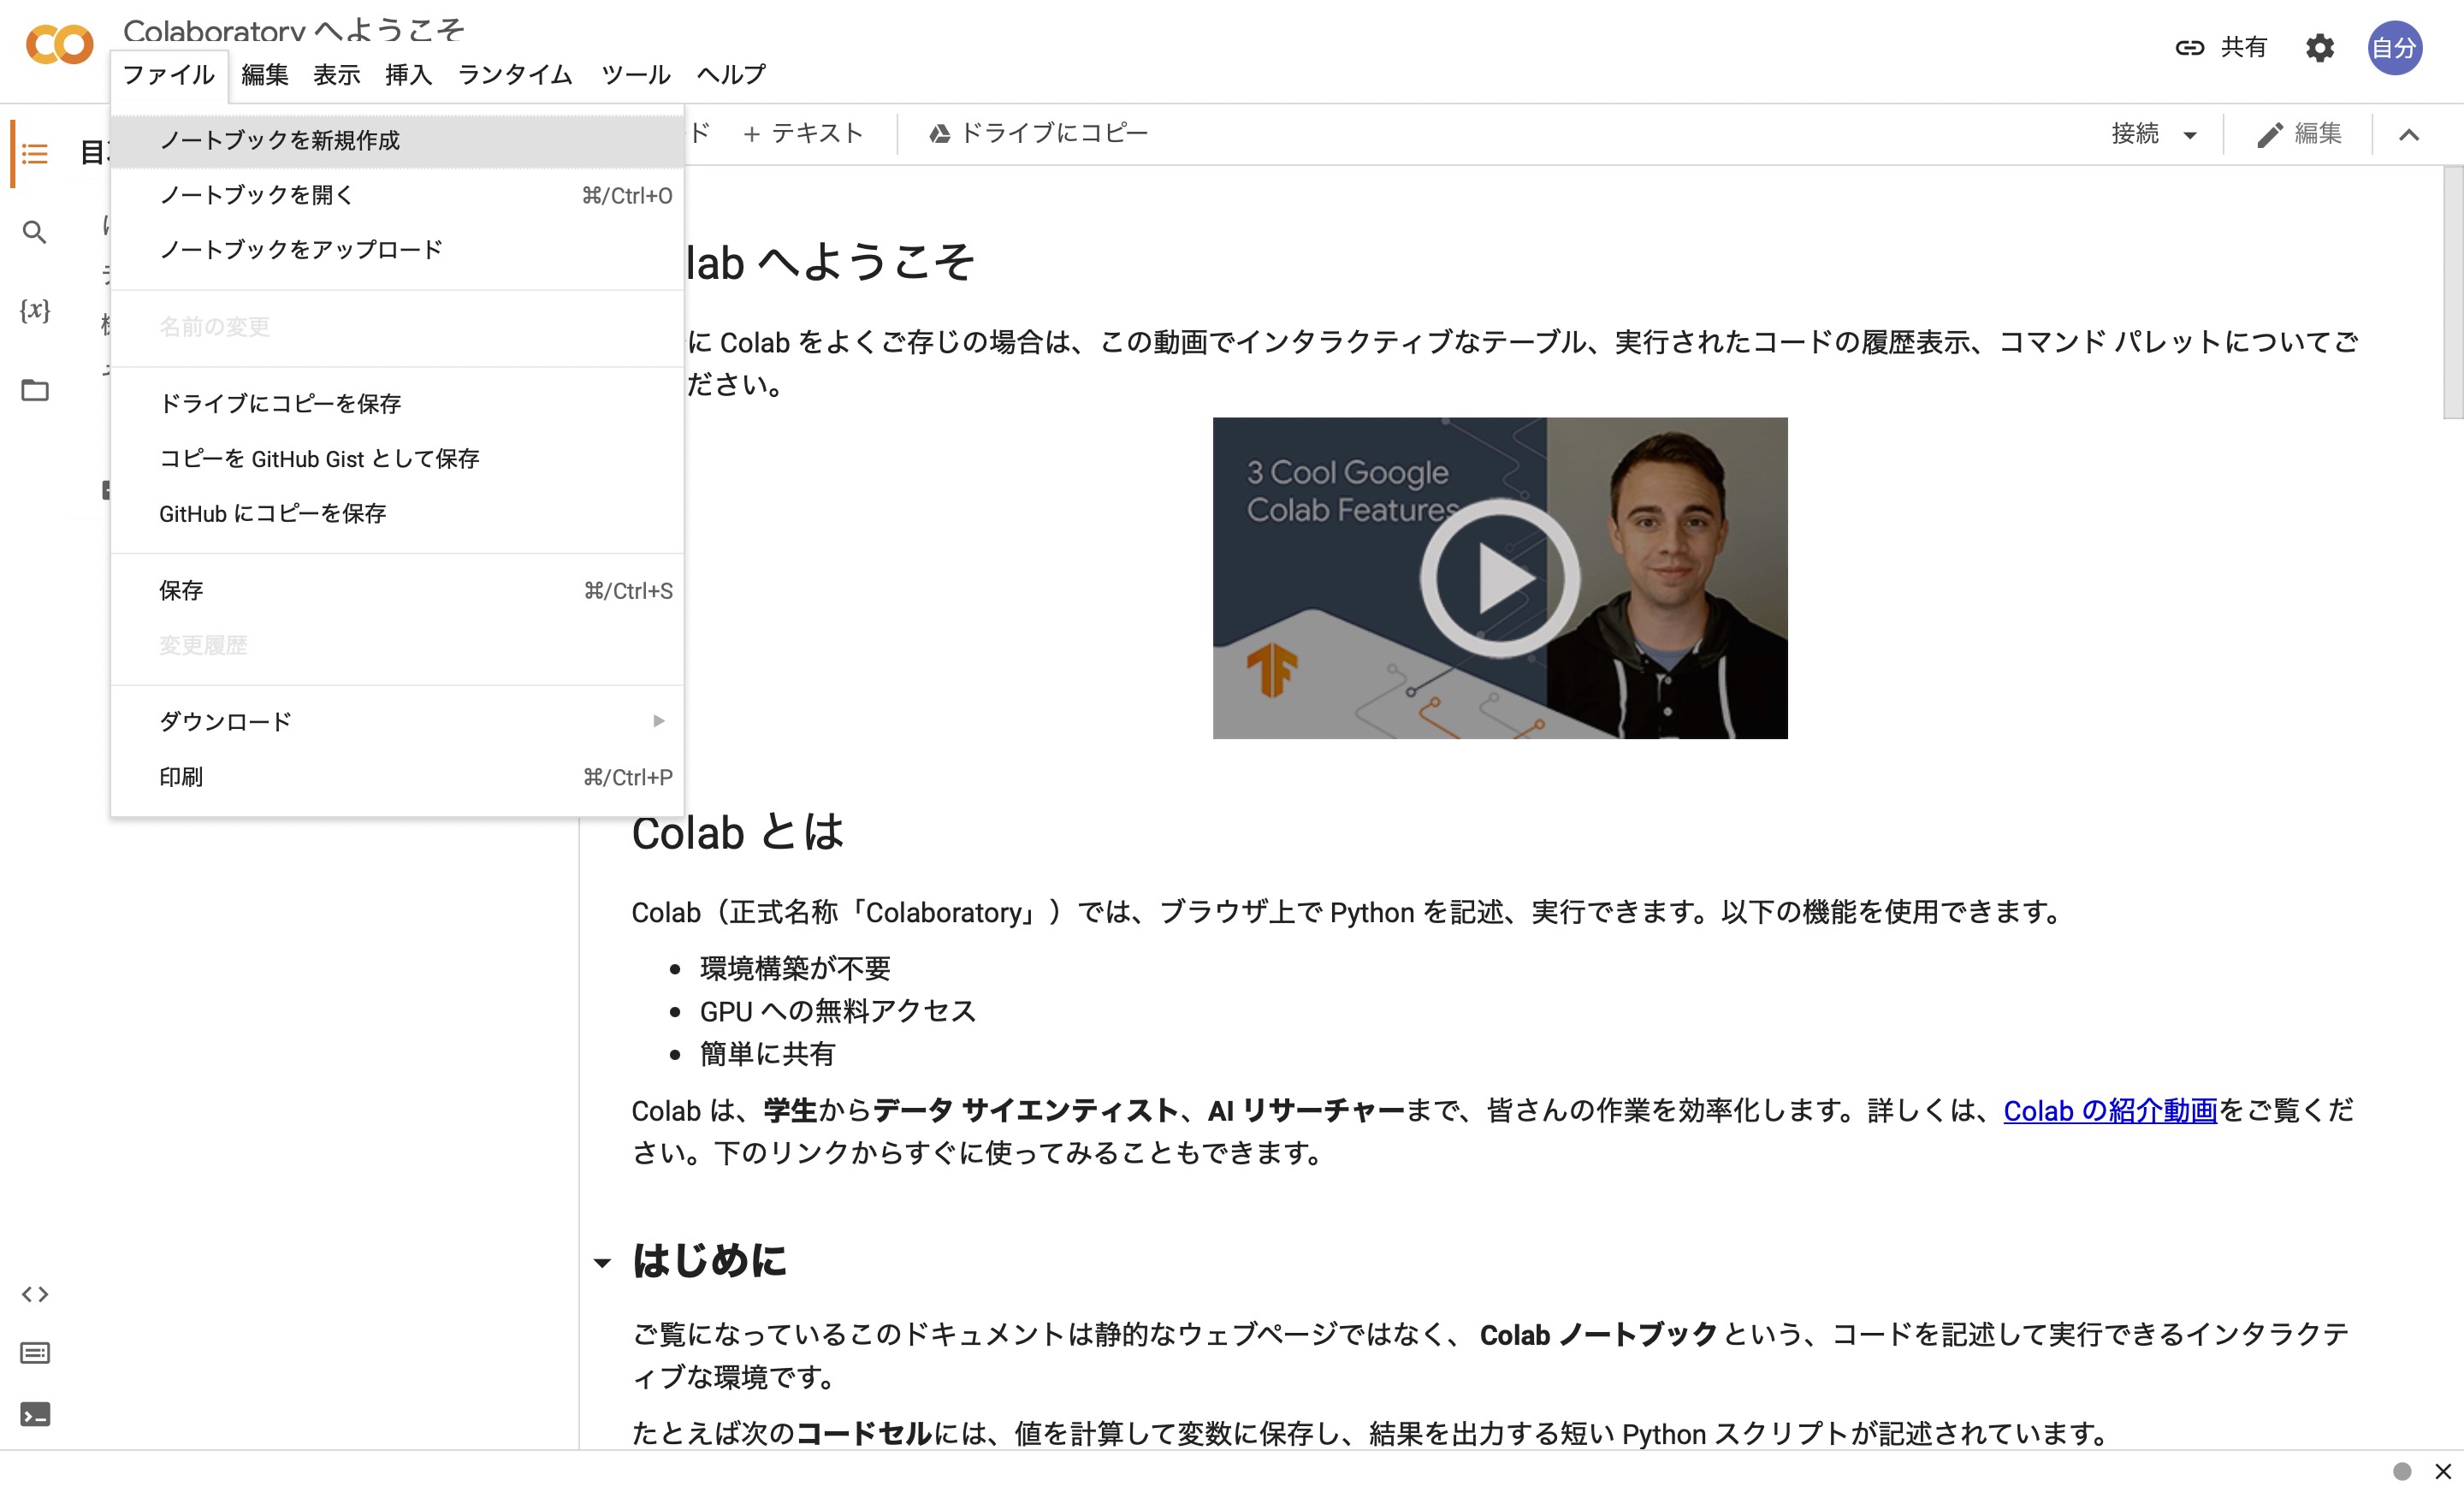 Colaboratory へようこそ
共有
自分
ファイル 編集 表示 挿入 ランタイム ツール ヘルプ
ノートブックを新規作成
ノートブックを開く ⌘/Ctrl+O
ノートブックをアップロード
名前の変更
ドライブにコピーを保存
コピーを GitHub Gist として保存
GitHub にコピーを保存
保存 ⌘/Ctrl+S
変更履歴
ダウンロード
印刷 ⌘/Ctrl+P
ド + テキスト ドライブにコピー
接続 編集
目
{x}
lab へようこそ
に Colab をよくご存じの場合は、この動画でインタラクティブなテーブル、実行されたコードの履歴表示、コマンド パレットについてご
ださい。
3 Cool Google
Colab Features
Colab とは
Colab（正式名称「Colaboratory」）では、ブラウザ上で Python を記述、実行できます。以下の機能を使用できます。
環境構築が不要
GPU への無料アクセス
簡単に共有
Colab は、学生からデータ サイエンティスト、AI リサーチャーまで、皆さんの作業を効率化します。詳しくは、Colab の紹介動画をご覧くだ
さい。下のリンクからすぐに使ってみることもできます。
はじめに
ご覧になっているこのドキュメントは静的なウェブページではなく、 Colab ノートブックという、コードを記述して実行できるインタラクテ
ィブな環境です。
たとえば次のコードセルには、値を計算して変数に保存し、結果を出力する短い Python スクリプトが記述されています。